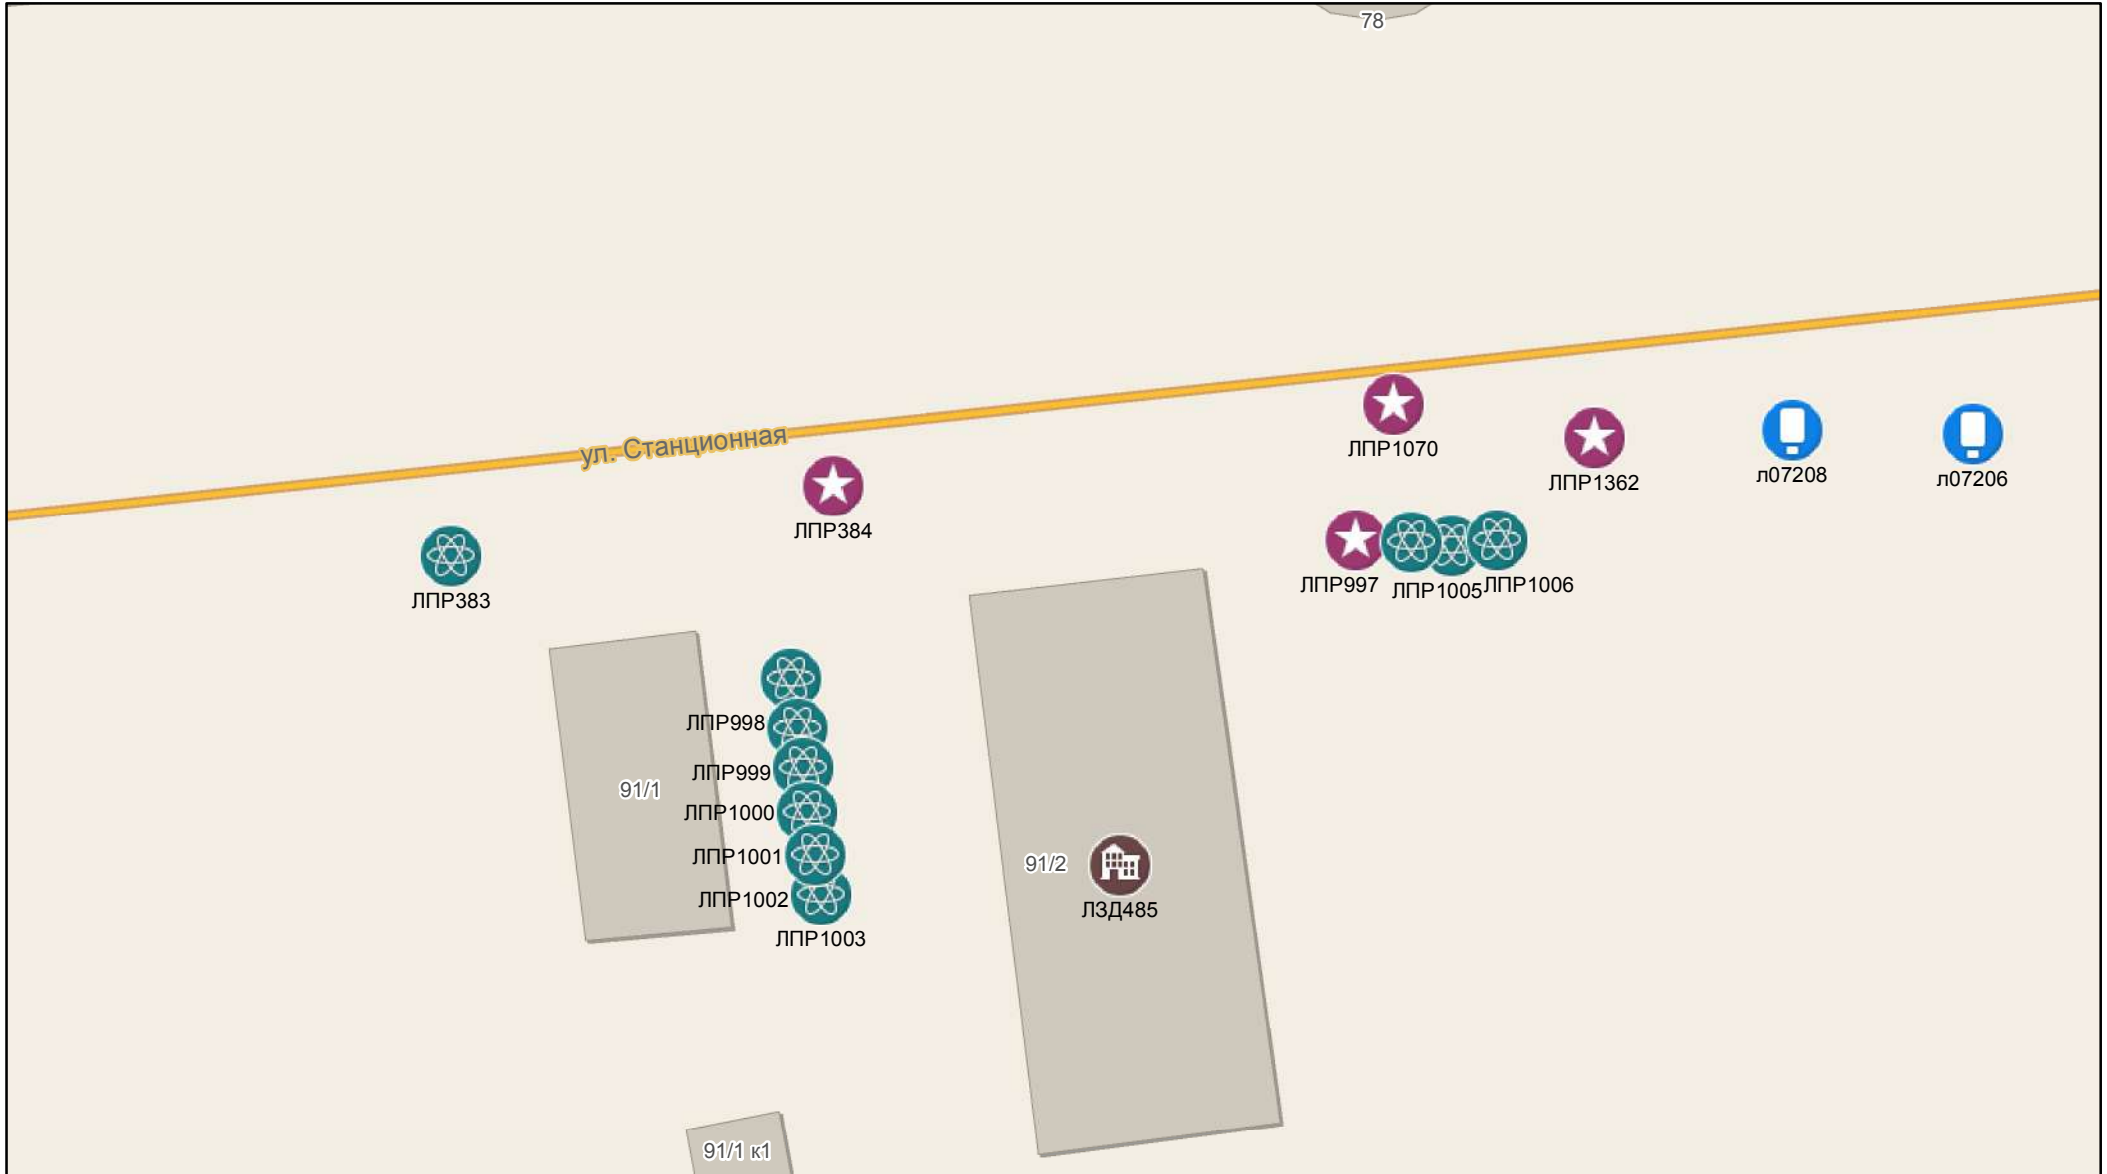 78
ул. Станционная
ЛПР1070
ЛПР1362
л07208
л07206
ЛПР384
ЛПР383
ЛПР997
ЛПР1005
ЛПР1006
ЛПР998
ЛПР999
91/1
ЛПР1000
ЛПР1001
91/2
ЛПР1002
ЛЗД485
ЛПР1003
91/1 к1